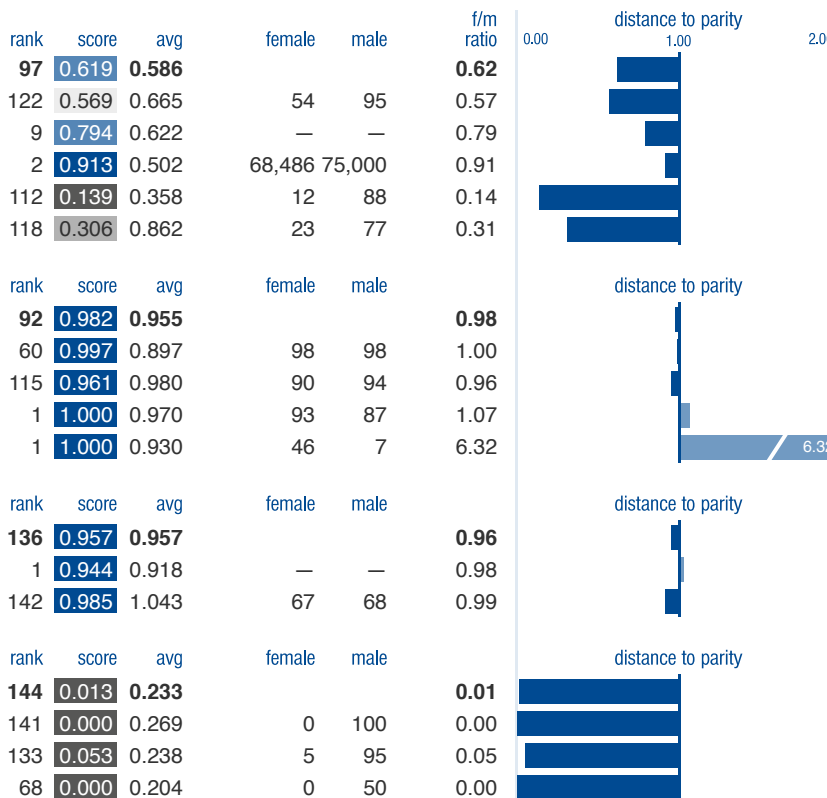 f/m distance to parity
rank score avg female male ratio 0.00 1.00 2.0
97 0.619 0.586 0.62
122 0.569 0.665 54 95 0.57
9 0.794 0.622 — — 0.79
2 0.913 0.502 68,486 75,000 0.91
112 0.139 0.358 12 88 0.14
118 0.306 0.862 23 77 0.31
rank score avg female male distance to parity
92 0.982 0.955 0.98
60 0.997 0.897 98 98 1.00
115 0.961 0.980 90 94 0.96
1 1.000 0.970 93 87 1.07
1 1.000 0.930 46 7 6.32 6.32
rank score avg female male distance to parity
136 0.957 0.957 0.96
1 0.944 0.918 — — 0.98
142 0.985 1.043 67 68 0.99
rank score avg female male distance to parity
144 0.013 0.233 0.01
141 0.000 0.269 0 100 0.00
133 0.053 0.238 5 95 0.05
68 0.000 0.204 0 50 0.00